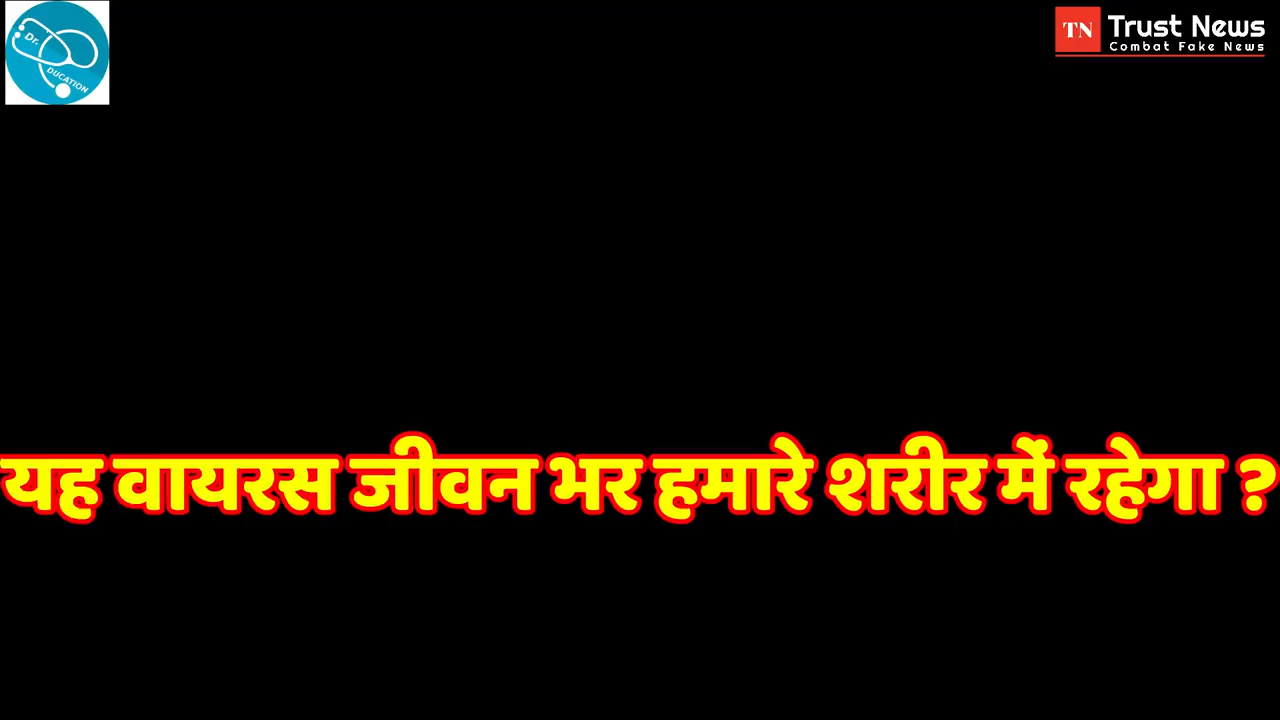 Dr.
DUCATION
TN
Trust News
Combat Fake News
यह वायरस जीवन भर हमारे शरीर में रहेगा ?